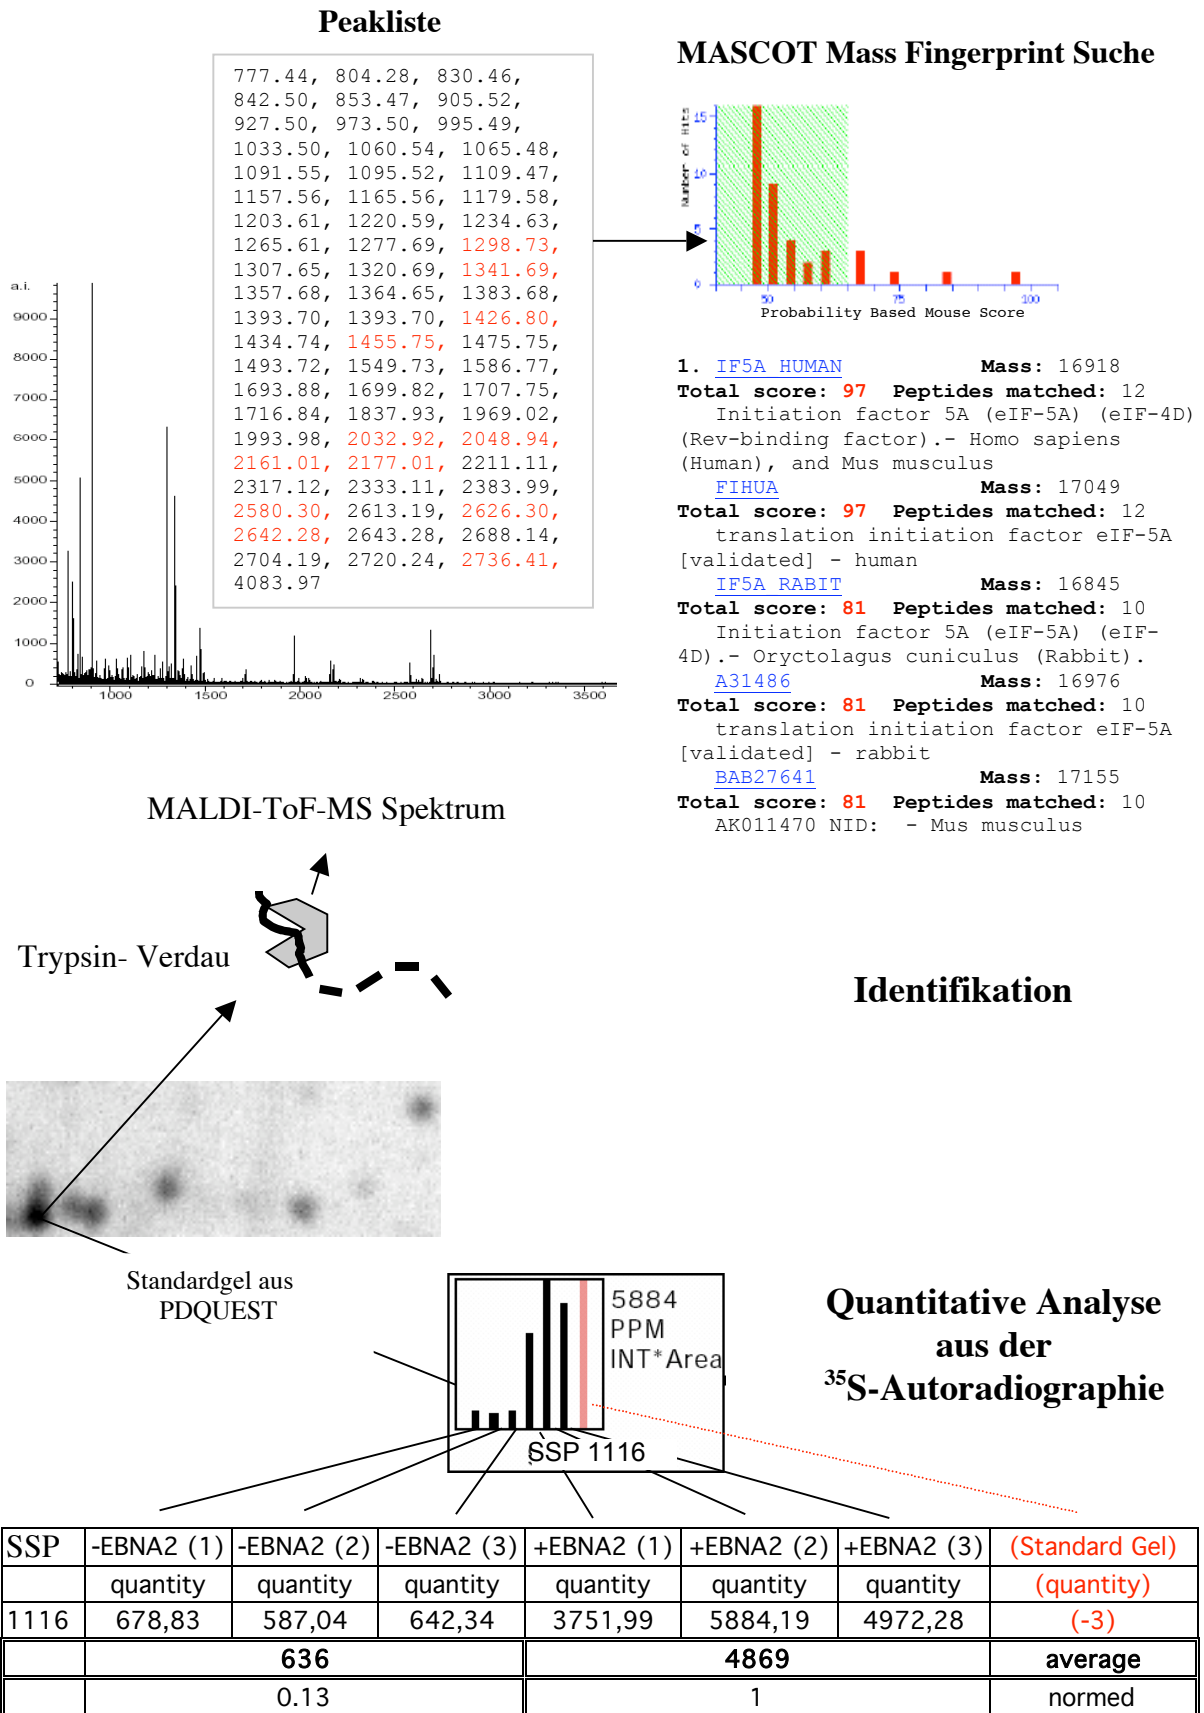 Peakliste
777.44, 804.28, 830.46,
842.50, 853.47, 905.52,
927.50, 973.50, 995.49,
1033.50, 1060.54, 1065.48,
1091.55, 1095.52, 1109.47,
1157.56, 1165.56, 1179.58,
1203.61, 1220.59, 1234.63,
1265.61, 1277.69, 1298.73,
1307.65, 1320.69, 1341.69,
1357.68, 1364.65, 1383.68,
1393.70, 1393.70, 1426.80,
1434.74, 1455.75, 1475.75,
1493.72, 1549.73, 1586.77,
1693.88, 1699.82, 1707.75,
1716.84, 1837.93, 1969.02,
1993.98, 2032.92, 2048.94,
2161.01, 2177.01, 2211.11,
2317.12, 2333.11, 2383.99,
2580.30, 2613.19, 2626.30,
2642.28, 2643.28, 2688.14,
2704.19, 2720.24, 2736.41,
4083.97
a.i.
9000
8000
7000
6000
5000
4000
3000
2000
1000
0
1000 1500 2000 2500 3000 3500
MALDI-ToF-MS Spektrum
MASCOT Mass Fingerprint Suche
Number of Hits
15
10
5
0
50 75 100
Probability Based Mouse Score
1. IF5A HUMAN Mass: 16918
Total score: 97 Peptides matched: 12
Initiation factor 5A (eIF-5A) (eIF-4D)
(Rev-binding factor).- Homo sapiens
(Human), and Mus musculus
FIHUA Mass: 17049
Total score: 97 Peptides matched: 12
translation initiation factor eIF-5A
[validated] - human
IF5A RABIT Mass: 16845
Total score: 81 Peptides matched: 10
Initiation factor 5A (eIF-5A) (eIF-
4D).- Oryctolagus cuniculus (Rabbit).
A31486 Mass: 16976
Total score: 81 Peptides matched: 10
translation initiation factor eIF-5A
[validated] - rabbit
BAB27641 Mass: 17155
Total score: 81 Peptides matched: 10
AK011470 NID: - Mus musculus
Trypsin- Verdau
Identifikation
Standardgel aus
PDQUEST
5884
PPM
INT*Area
SSP 1116
Quantitative Analyse
aus der
35S-Autoradiographie
SSP -EBNA2 (1) -EBNA2 (2) -EBNA2 (3) +EBNA2 (1) +EBNA2 (2) +EBNA2 (3) (Standard Gel)
quantity quantity quantity quantity quantity quantity (quantity)
1116 678,83 587,04 642,34 3751,99 5884,19 4972,28 (-3)
636 4869 average
0.13 1 normed